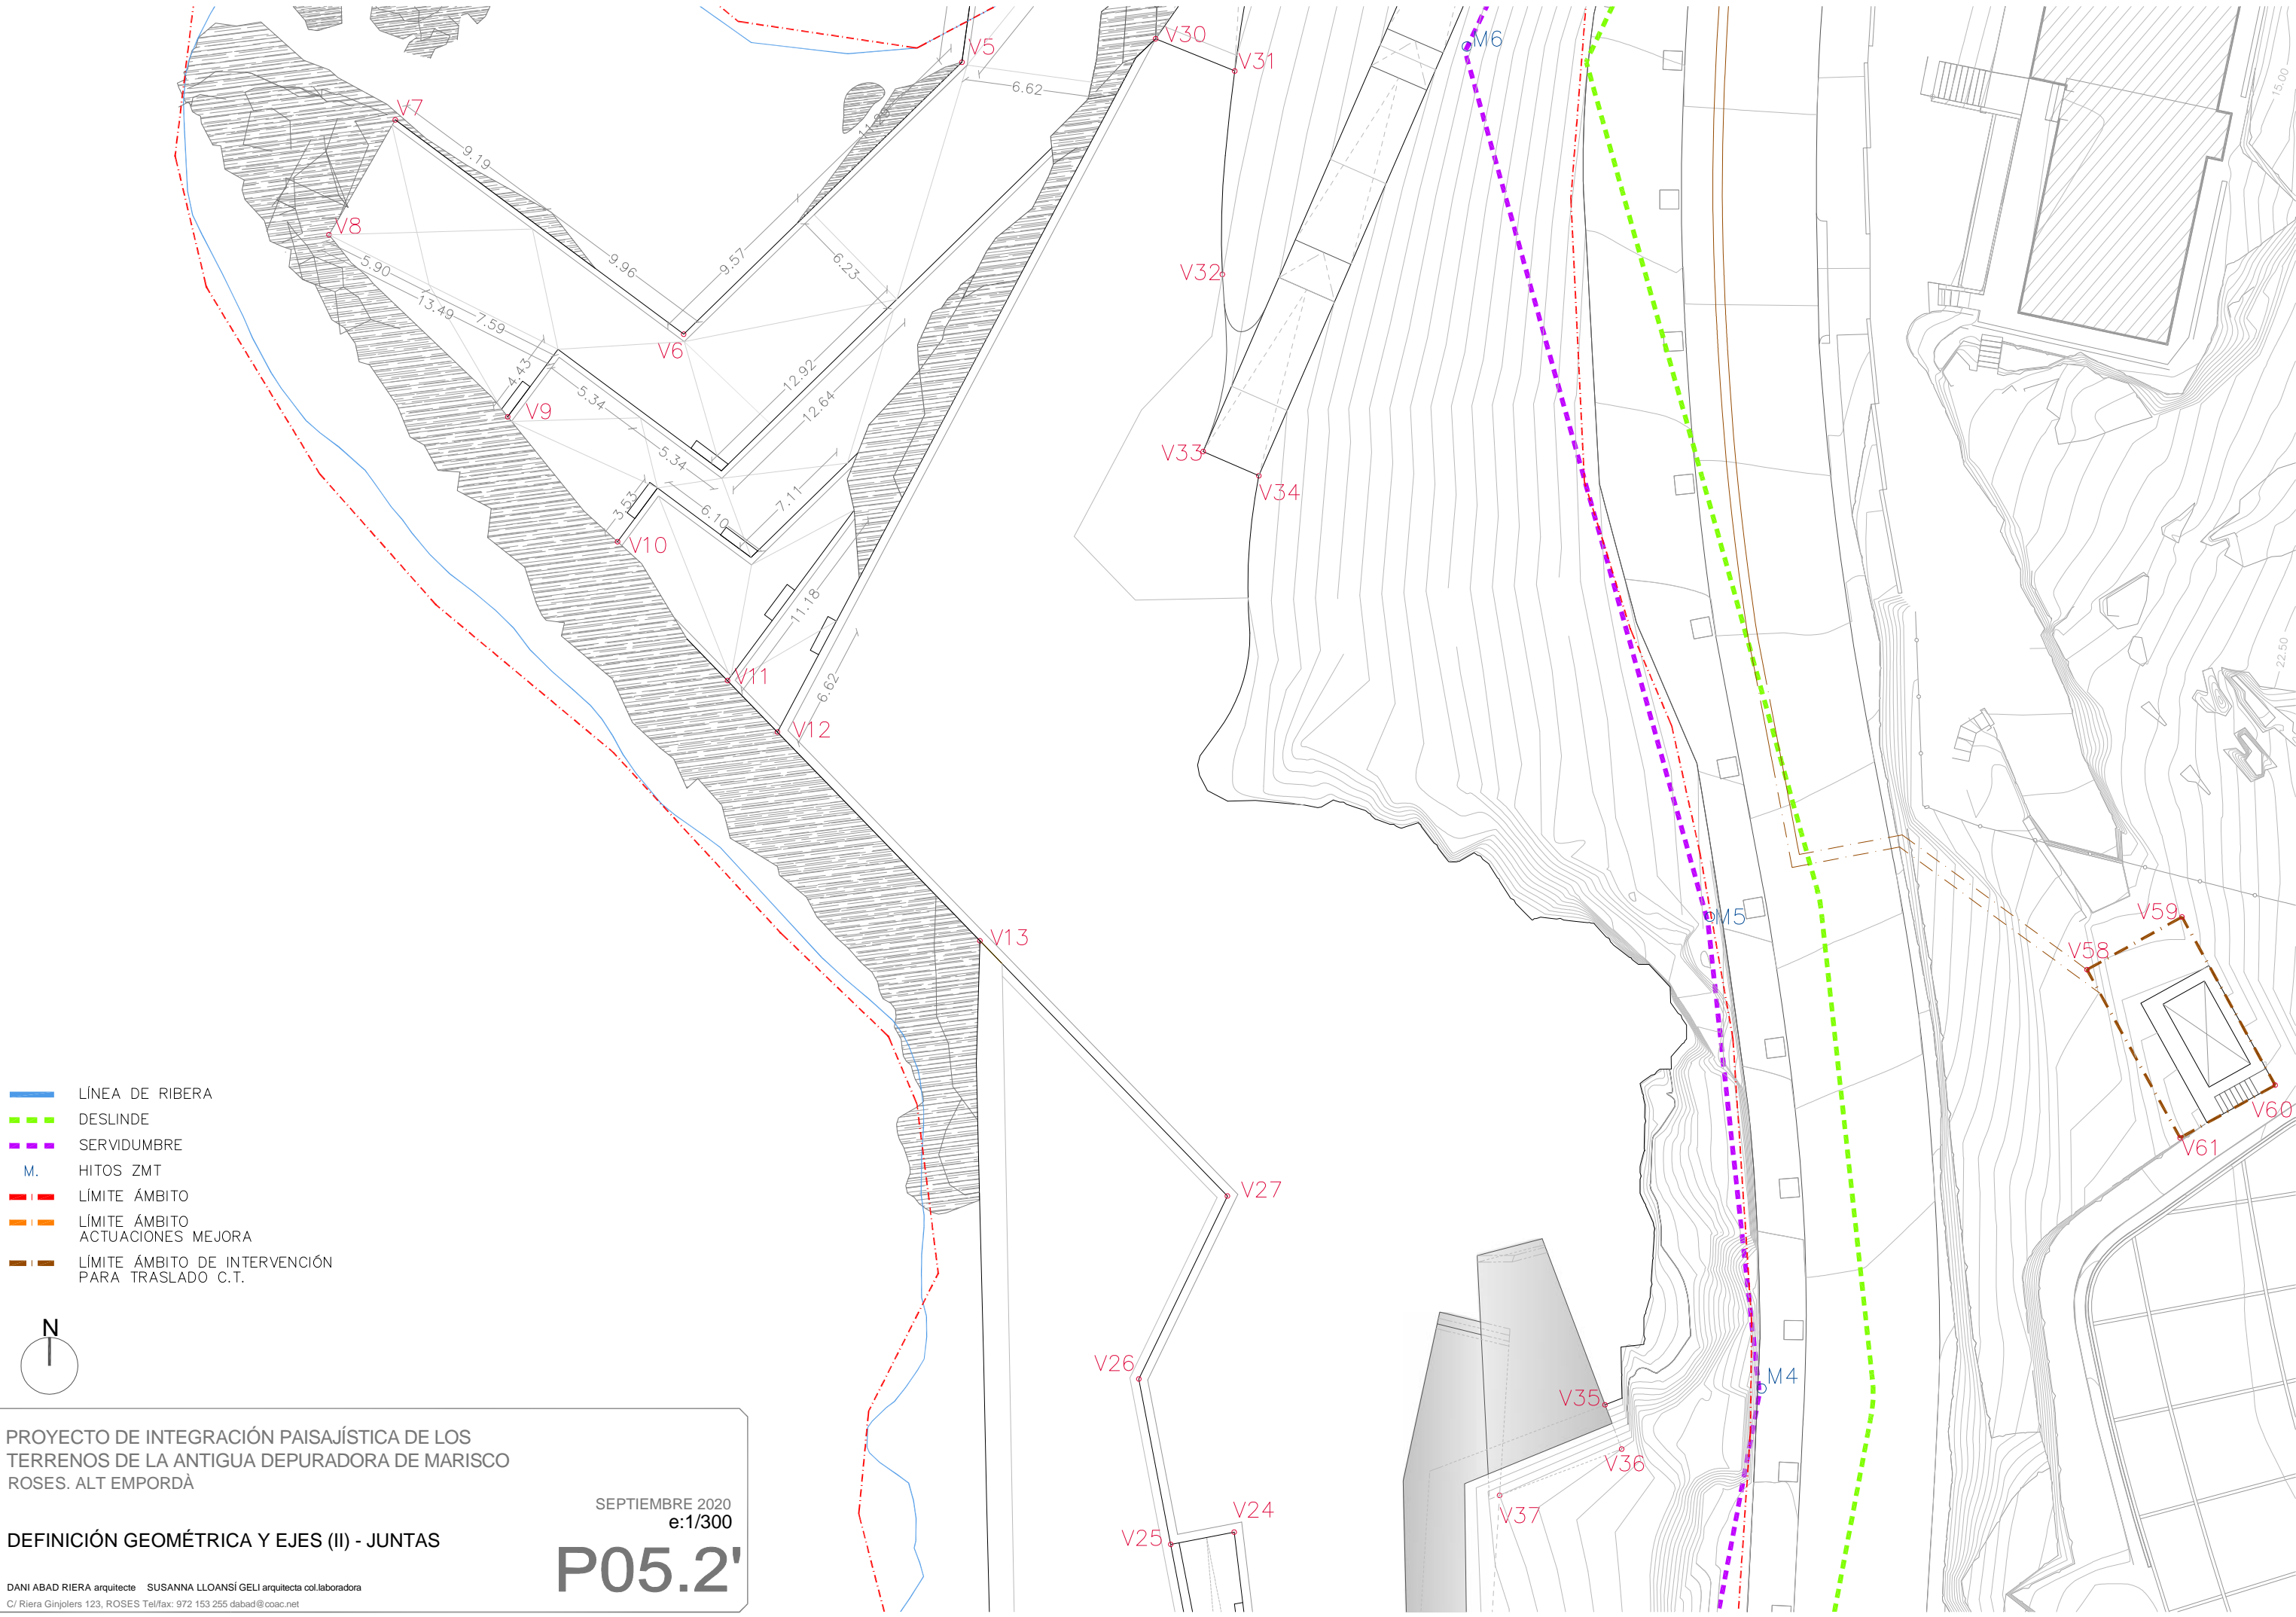 V30
V5
M6
V31
6.62
15.00
V7
11.28
9.19
V8
9.96
9.57
6.23
V32
5.90
13.49
7.59
V6
4.43
12.92
5.34
12.64
V9
V33
5.34
V34
3.53
6.10
7.11
V10
11.18
22.50
V11
6.62
V12
V59
M5
V13
V58
LÍNEA DE RIBERA
DESLINDE
V60
SERVIDUMBRE
V61
M. HITOS ZMT
LÍMITE ÁMBITO
V27
LÍMITE ÁMBITO
ACTUACIONES MEJORA
LÍMITE ÁMBITO DE INTERVENCIÓN
PARA TRASLADO C.T.
N
V26
M4
V35
V36
V37
V24
V25
PROYECTO DE INTEGRACIÓN PAISAJÍSTICA DE LOS
TERRENOS DE LA ANTIGUA DEPURADORA DE MARISCO
ROSES. ALT EMPORDÀ
SEPTIEMBRE 2020
e:1/300
DEFINICIÓN GEOMÉTRICA Y EJES (II) - JUNTAS
P05.2'
DANI ABAD RIERA arquitecte SUSANNA LLOANSÍ GELI arquitecta col.laboradora
C/ Riera Ginjolers 123, ROSES Tel/fax: 972 153 255 dabad@coac.net